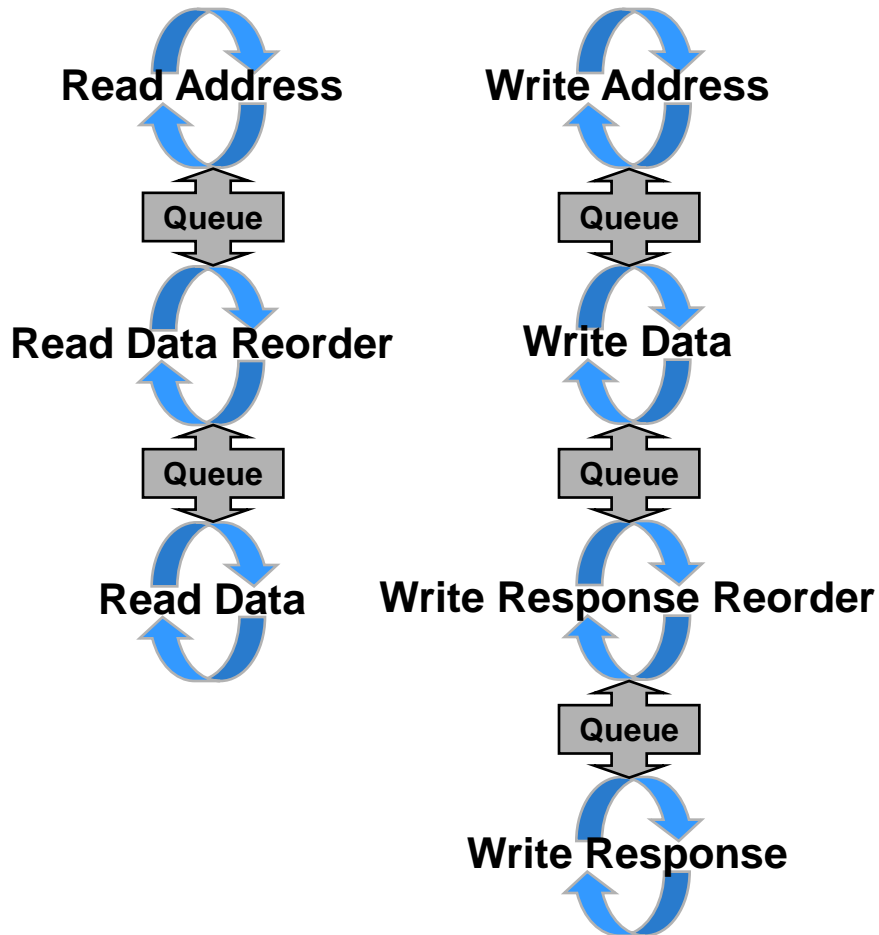 Read Address
Write Address
Queue
Queue
Read Data Reorder
Write Data
Queue
Queue
Read Data
Write Response Reorder
Queue
Write Response